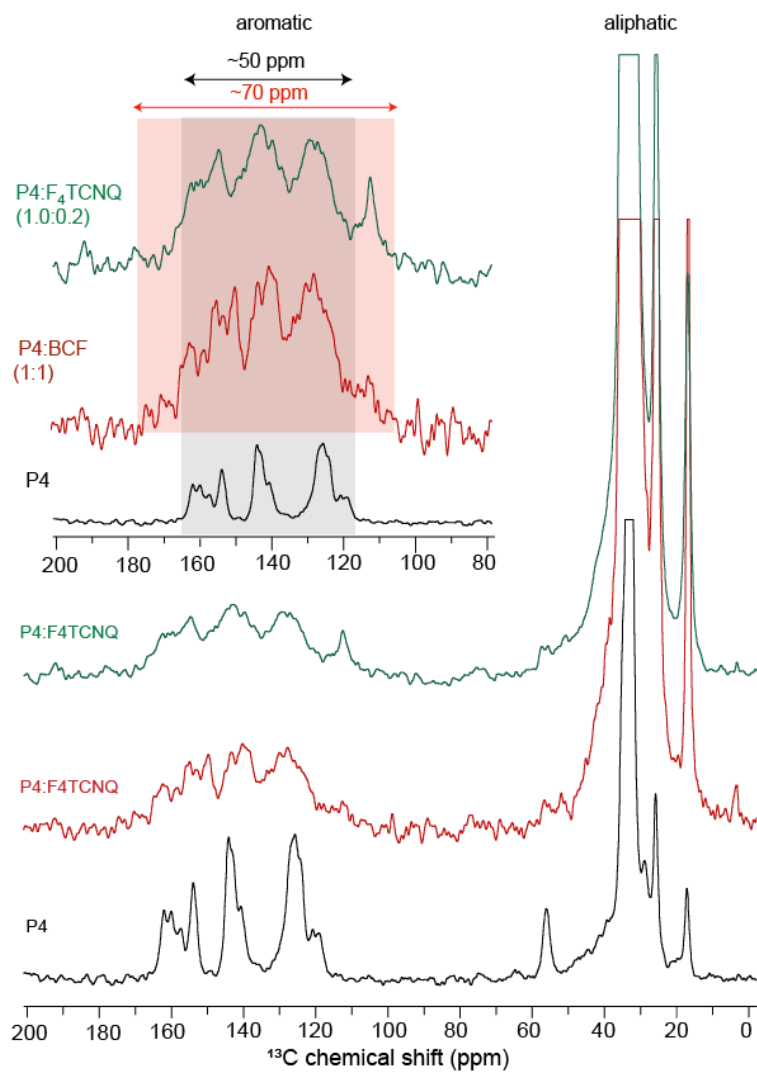 aromatic
aliphatic
~50 ppm
~70 ppm
P4:F₄TCNQ
(1.0:0.2)
P4:BCF
(1:1)
P4
200 180 160 140 120 100 80
P4:F4TCNQ
P4:F4TCNQ
P4
200 180 160 140 120 100 80 60 40 20 0
¹³C chemical shift (ppm)